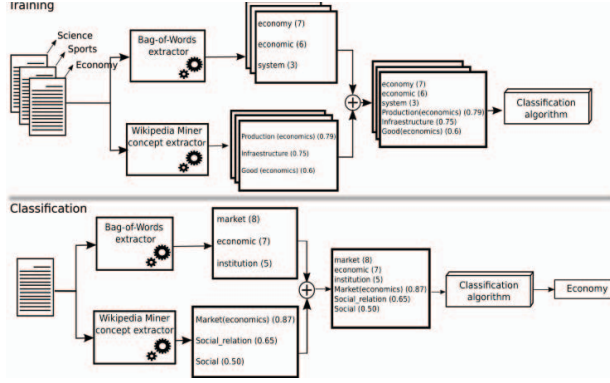 Training
Science
Sports
Economy
Bag-of-Words
extractor
economy (7)
economic (6)
system (3)
Wikipedia Miner
concept extractor
Production(economics) (0.79)
Infraestructure (0.75)
Good (economics) (0.6)
economy (7)
economic (6)
system (3)
Production(economics) (0.79)
Infraestructure (0.75)
Good(economics) (0.6)
Classification
algorithm
Classification
Bag-of-Words
extractor
market (8)
economic (7)
institution (5)
Wikipedia Miner
concept extractor
Market(economics) (0.87)
Social_relation (0.65)
Social (0.50)
market (8)
economic (7)
institution (5)
Market(economics) (0.87)
Social_relation (0.65)
Social (0.50)
Classification
algorithm
Economy